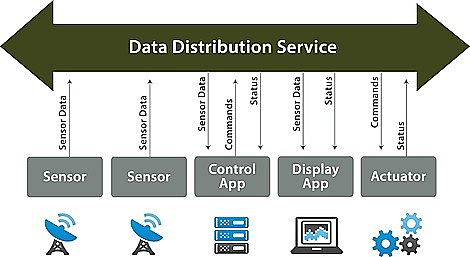 Data Distribution Service
Sensor Data
Sensor Data
Sensor Data
Commands
Status
Sensor Data
Status
Commands
Status
Sensor
Sensor
Control
App
Display
App
Actuator